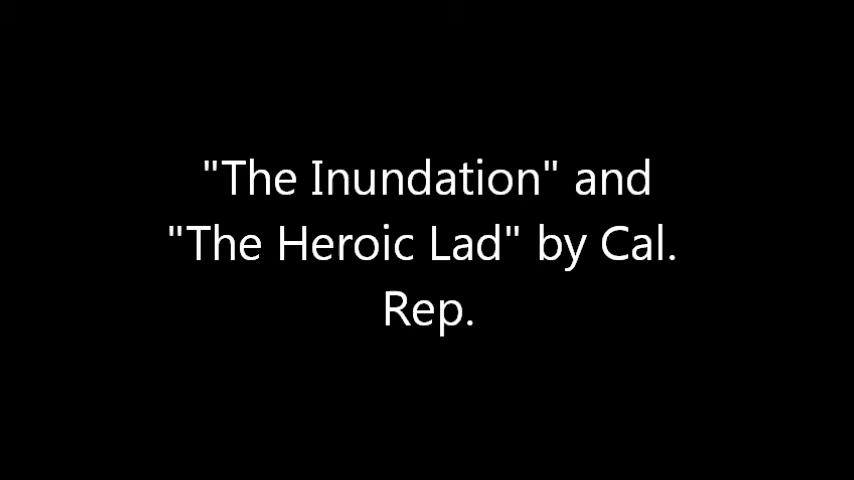 "The Inundation" and
"The Heroic Lad" by Cal.
Rep.